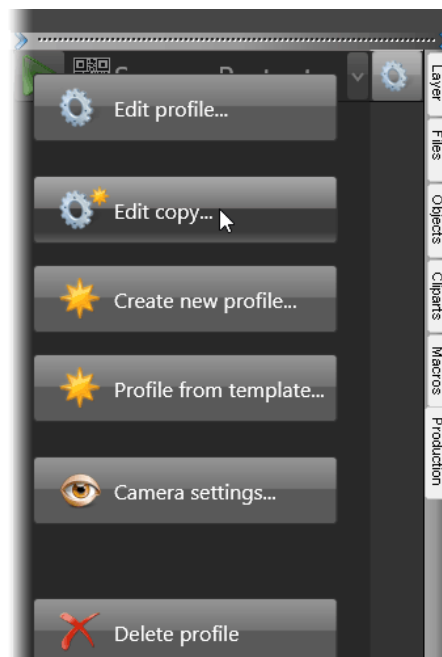 Edit profile...
Edit copy...
Create new profile...
Profile from template...
Camera settings...
Delete profile
Layer
Files
Objects
Cliparts
Macros
Production